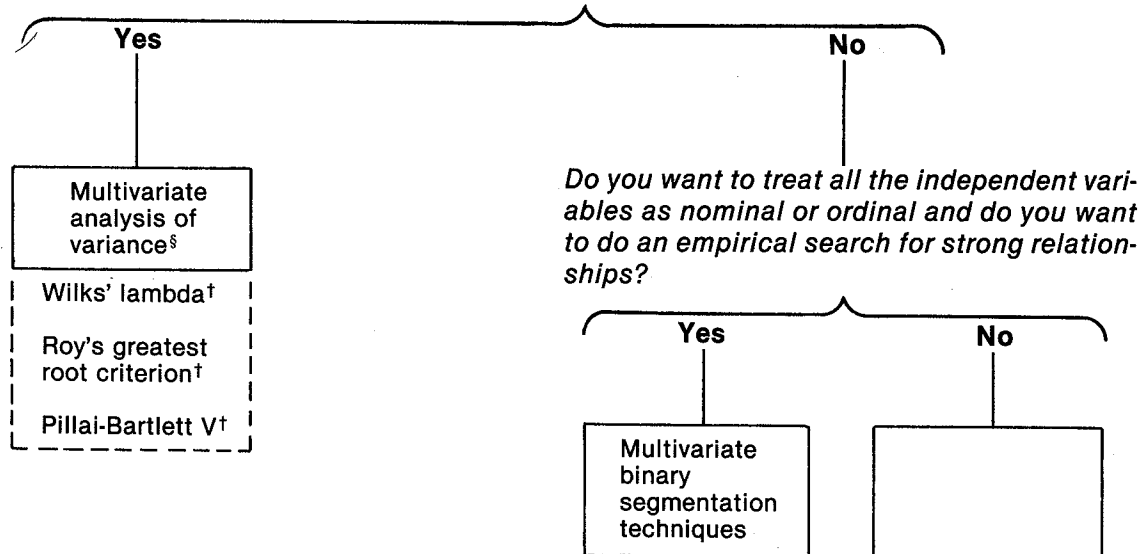 Yes
No
Multivariate
analysis of
variance§
Wilks' lambda†
Roy's greatest
root criterion†
Pillai-Bartlett V†
Do you want to treat all the independent vari-
ables as nominal or ordinal and do you want
to do an empirical search for strong relation-
ships?
Yes
No
Multivariate
binary
segmentation
techniques